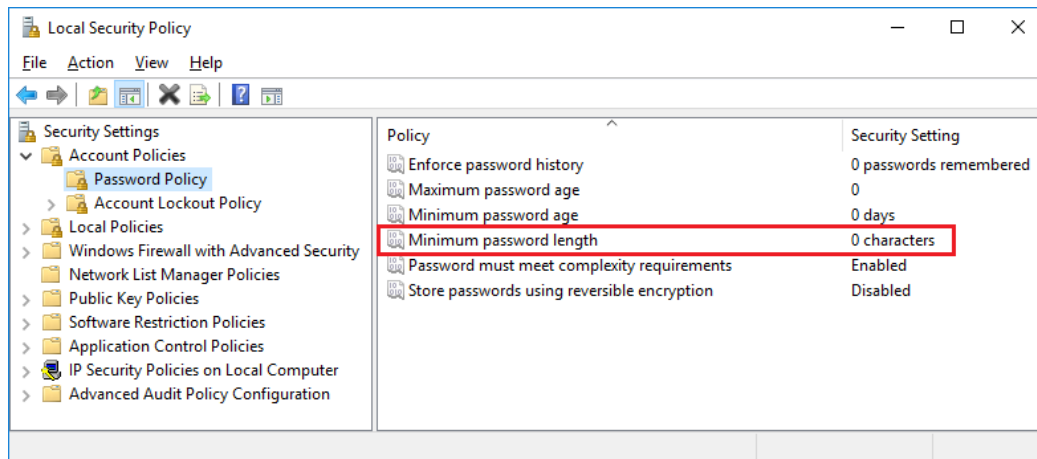 Local Security Policy
File Action View Help
Security Settings
Account Policies
Password Policy
Account Lockout Policy
Local Policies
Windows Firewall with Advanced Security
Network List Manager Policies
Public Key Policies
Software Restriction Policies
Application Control Policies
IP Security Policies on Local Computer
Advanced Audit Policy Configuration
Policy Security Setting
Enforce password history 0 passwords remembered
Maximum password age 0
Minimum password age 0 days
Minimum password length 0 characters
Password must meet complexity requirements Enabled
Store passwords using reversible encryption Disabled